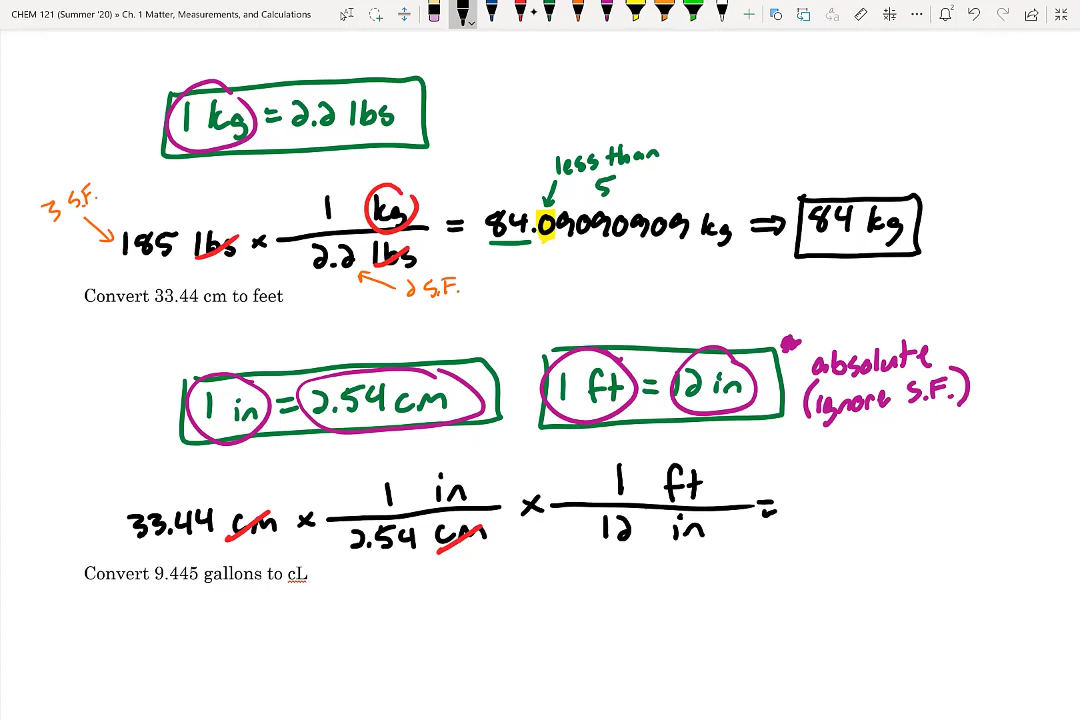 CHEM 121 (Summer '20) » Ch. 1 Matter, Measurements, and Calculations
1 kg = 2.2 lbs
less than
5
3 S.F.
185 lbs × 1 kg / 2.2 lbs = 84.090909090909 kg ⇒ 84 kg
2 S.F.
Convert 33.44 cm to feet
1 in = 2.54 cm 1 ft = 12 in * absolute
(ignore S.F.)
33.44 cm × 1 in / 2.54 cm × 1 ft / 12 in =
Convert 9.445 gallons to cL